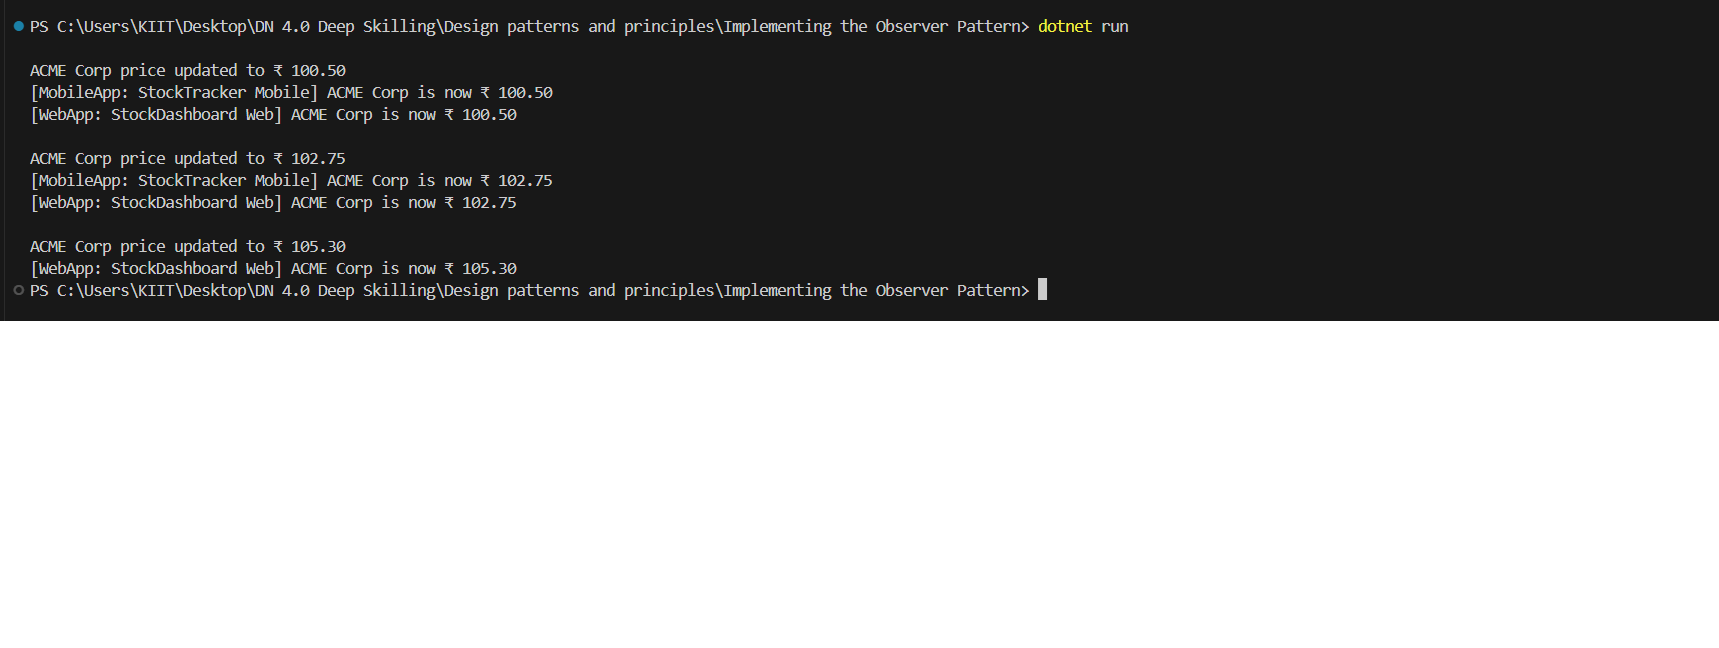 PS C:\Users\KIIT\Desktop\DN 4.0 Deep Skilling\Design patterns and principles\Implementing the Observer Pattern> dotnet run
ACME Corp price updated to ₹ 100.50
[MobileApp: StockTracker Mobile] ACME Corp is now ₹ 100.50
[WebApp: StockDashboard Web] ACME Corp is now ₹ 100.50
ACME Corp price updated to ₹ 102.75
[MobileApp: StockTracker Mobile] ACME Corp is now ₹ 102.75
[WebApp: StockDashboard Web] ACME Corp is now ₹ 102.75
ACME Corp price updated to ₹ 105.30
[WebApp: StockDashboard Web] ACME Corp is now ₹ 105.30
PS C:\Users\KIIT\Desktop\DN 4.0 Deep Skilling\Design patterns and principles\Implementing the Observer Pattern>